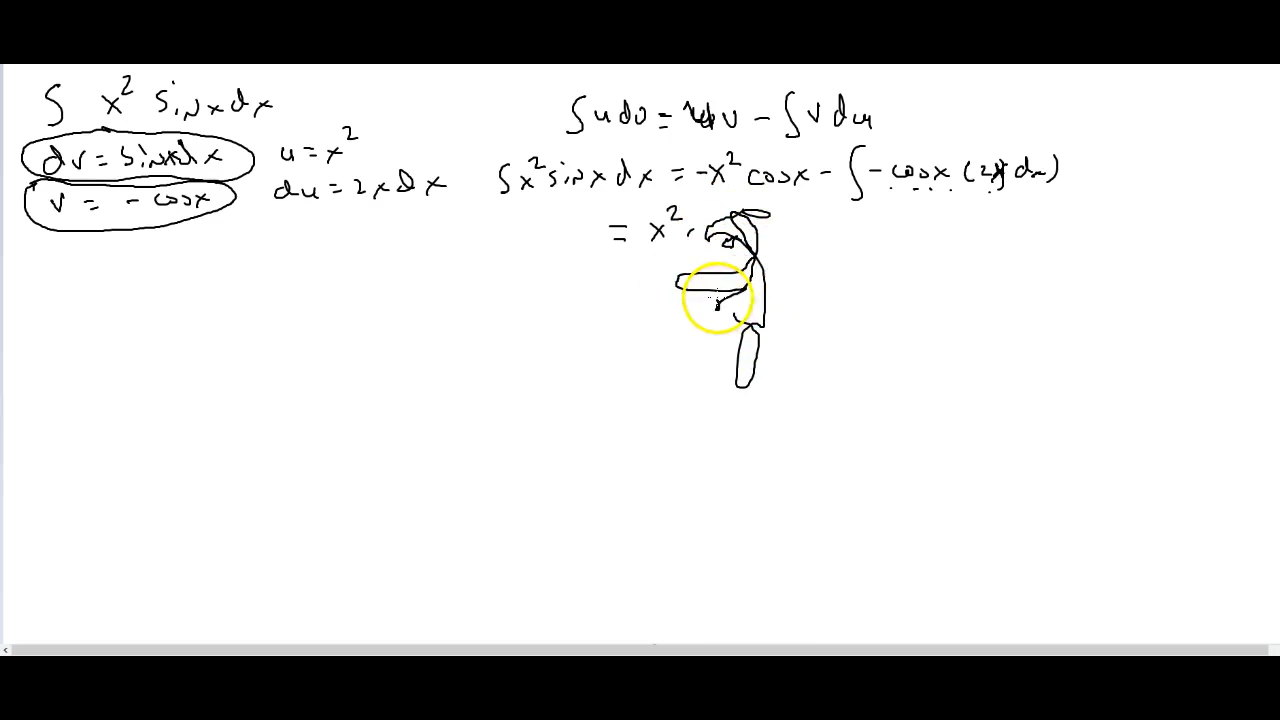 ∫ x² sin x dx
dv = sin x dx
v = - cos x
u = x²
du = 2x dx
∫ u dv = uv - ∫ v du
∫ x² sin x dx = -x² cos x - ∫ - cos x (2x dx)
= x² .